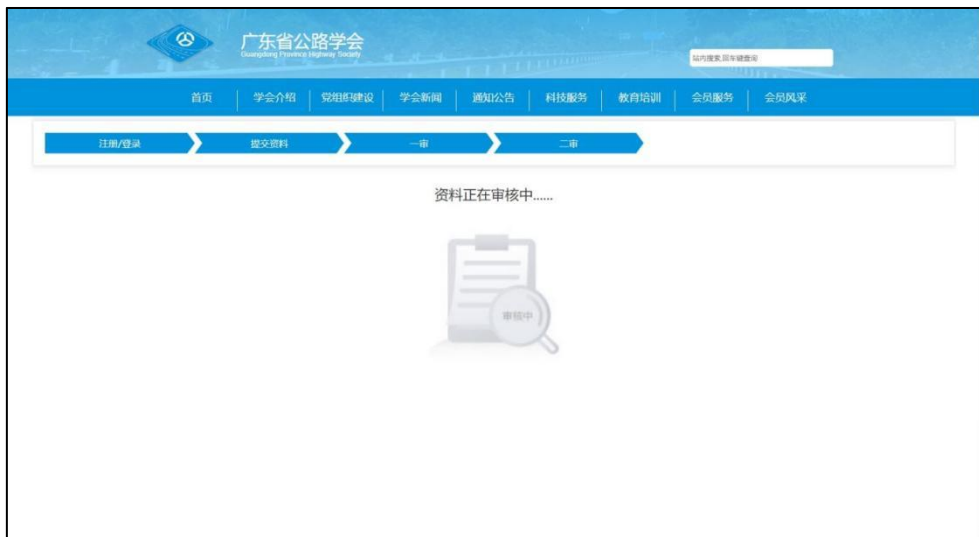 广东省公路学会
Guangdong Province Highway Society
站内搜索,回车键查询
首页 学会介绍 党组织建设 学会新闻 通知公告 科技服务 教育培训 会员服务 会员风采
注册/登录 提交资料 一审 二审
资料正在审核中......
审核中